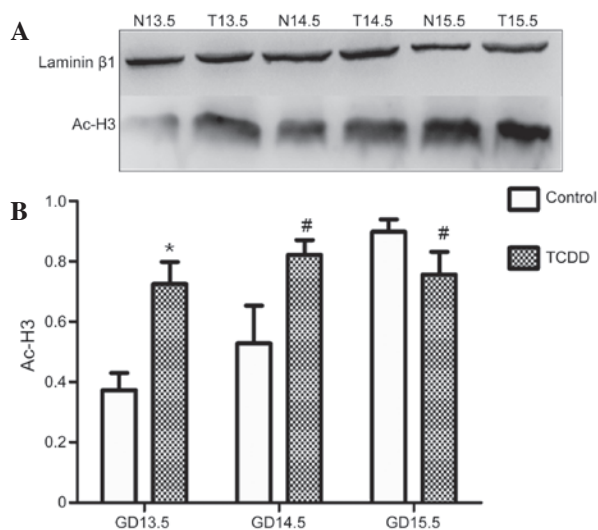 A
N13.5 T13.5 N14.5 T14.5 N15.5 T15.5
Laminin β1
Ac-H3
B
Ac-H3
1.0
0.8
0.6
0.4
0.2
0
*
#
#
GD13.5 GD14.5 GD15.5
Control
TCDD